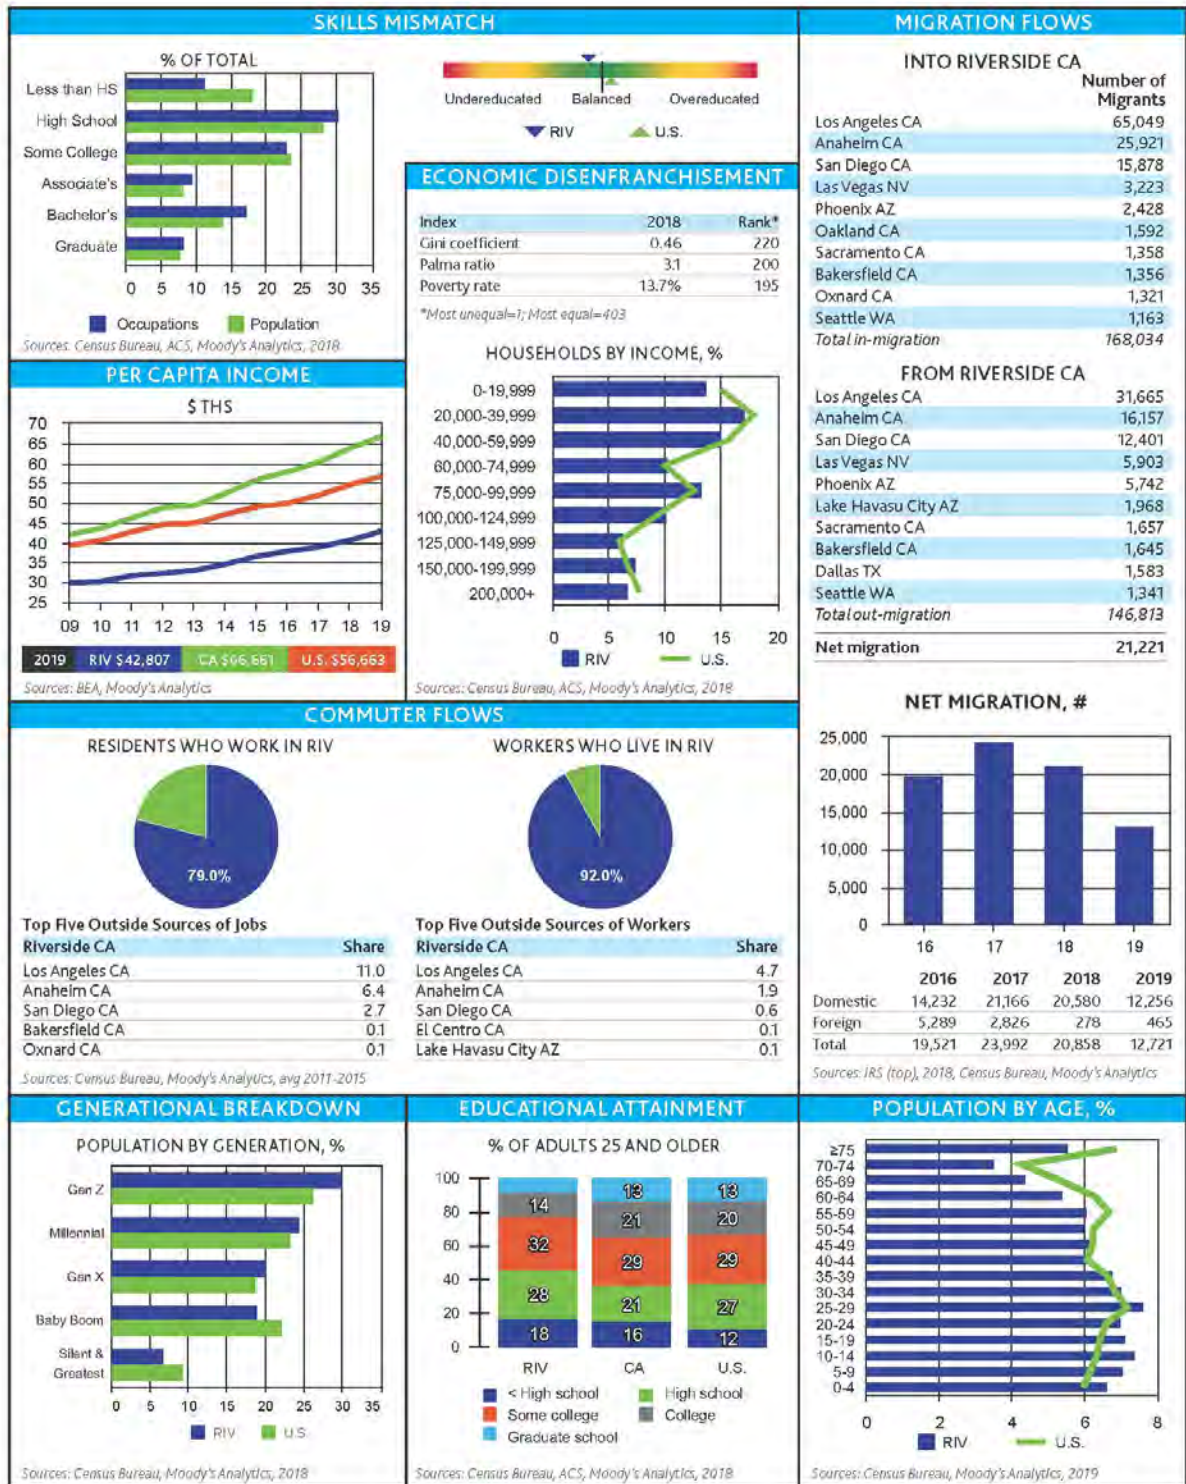 SKILLS MISMATCH
% OF TOTAL
Less than HS
High School
Some College
Associate's
Bachelor's
Graduate
0 5 10 15 20 25 30 35
Occupations Population
Sources: Census Bureau, ACS, Moody's Analytics, 2018
Undereducated Balanced Overeducated
RIV U.S.
ECONOMIC DISENFRANCHISEMENT
Index 2018 Rank*
Gini coefficient 0.46 220
Palma ratio 3.1 200
Poverty rate 13.7% 195
*Most unequal=1; Most equal=403
HOUSEHOLDS BY INCOME, %
0-19,999
20,000-39,999
40,000-59,999
60,000-74,999
75,000-99,999
100,000-124,999
125,000-149,999
150,000-199,999
200,000+
0 5 10 15 20
RIV U.S.
Sources: Census Bureau, ACS, Moody's Analytics, 2018
PER CAPITA INCOME
$ THS
70
65
60
55
50
45
40
35
30
25
09 10 11 12 13 14 15 16 17 18 19
2019 RIV $42,807 CA $66,661 U.S. $56,663
Sources: BEA, Moody's Analytics
MIGRATION FLOWS
INTO RIVERSIDE CA
Number of
Migrants
Los Angeles CA 65,049
Anaheim CA 25,921
San Diego CA 15,878
Las Vegas NV 3,223
Phoenix AZ 2,428
Oakland CA 1,592
Sacramento CA 1,358
Bakersfield CA 1,356
Oxnard CA 1,321
Seattle WA 1,163
Total in-migration 168,034
FROM RIVERSIDE CA
Los Angeles CA 31,665
Anaheim CA 16,157
San Diego CA 12,401
Las Vegas NV 5,903
Phoenix AZ 5,742
Lake Havasu City AZ 1,968
Sacramento CA 1,657
Bakersfield CA 1,645
Dallas TX 1,583
Seattle WA 1,341
Total out-migration 146,813
Net migration 21,221
NET MIGRATION, #
25,000
20,000
15,000
10,000
5,000
0
16 17 18 19
2016 2017 2018 2019
Domestic 14,232 21,166 20,580 12,256
Foreign 5,289 2,826 278 465
Total 19,521 23,992 20,858 12,721
Sources: IRS (top), 2018, Census Bureau, Moody's Analytics
COMMUTER FLOWS
RESIDENTS WHO WORK IN RIV
79.0%
Top Five Outside Sources of Jobs
Riverside CA Share
Los Angeles CA 11.0
Anaheim CA 6.4
San Diego CA 2.7
Bakersfield CA 0.1
Oxnard CA 0.1
Sources: Census Bureau, Moody's Analytics, avg 2011-2015
WORKERS WHO LIVE IN RIV
92.0%
Top Five Outside Sources of Workers
Riverside CA Share
Los Angeles CA 4.7
Anaheim CA 1.9
San Diego CA 0.6
El Centro CA 0.1
Lake Havasu City AZ 0.1
GENERATIONAL BREAKDOWN
POPULATION BY GENERATION, %
Gen Z
Millennial
Gen X
Baby Boom
Silent &
Greatest
0 5 10 15 20 25 30 35
RIV U.S.
Sources: Census Bureau, Moody's Analytics, 2018
EDUCATIONAL ATTAINMENT
% OF ADULTS 25 AND OLDER
100
80
60
40
20
0
13 13
14 21 20
32 29 29
28 21 27
18 16 12
RIV CA U.S.
< High school High school
Some college College
Graduate school
Sources: Census Bureau, ACS, Moody's Analytics, 2018
POPULATION BY AGE, %
≥75
70-74
65-69
60-64
55-59
50-54
45-49
40-44
35-39
30-34
25-29
20-24
15-19
10-14
5-9
0-4
0 2 4 6 8
RIV U.S.
Sources: Census Bureau, Moody's Analytics, 2019